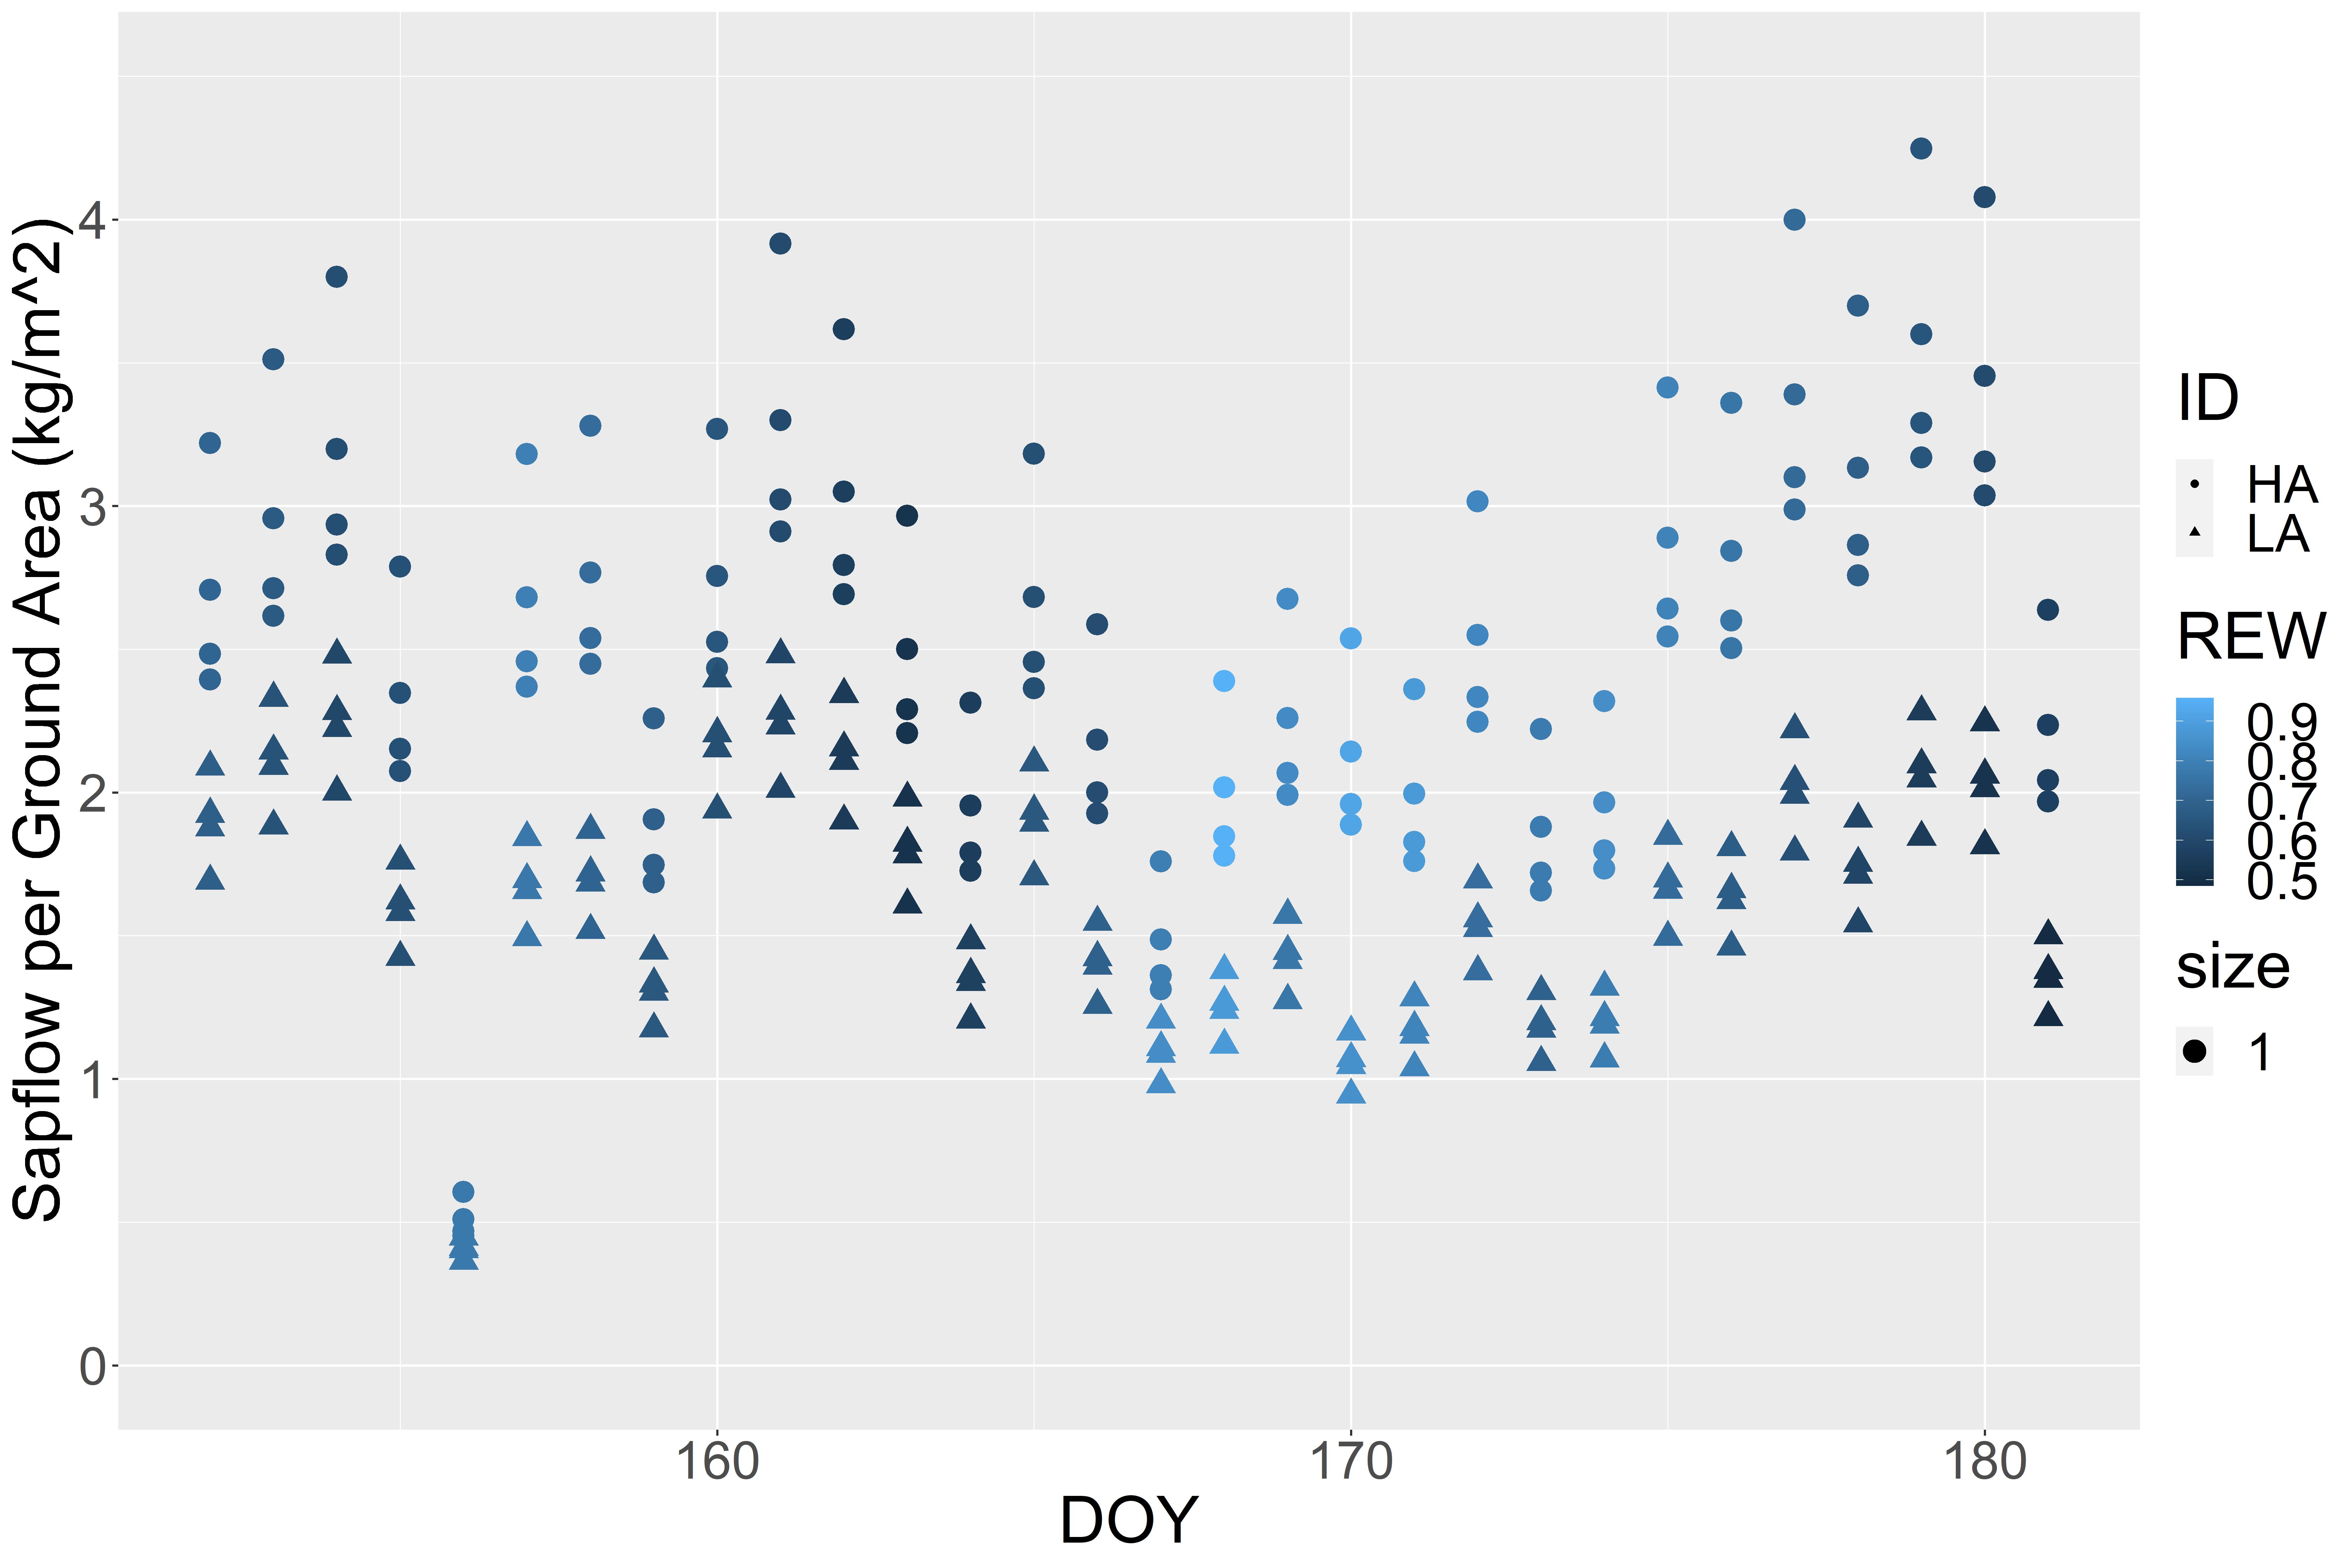 Sapflow per Ground Area (kg/m^2)
4
3
2
1
0
160 170 180
DOY
ID
HA
LA
REW
0.9
0.8
0.7
0.6
0.5
size
1